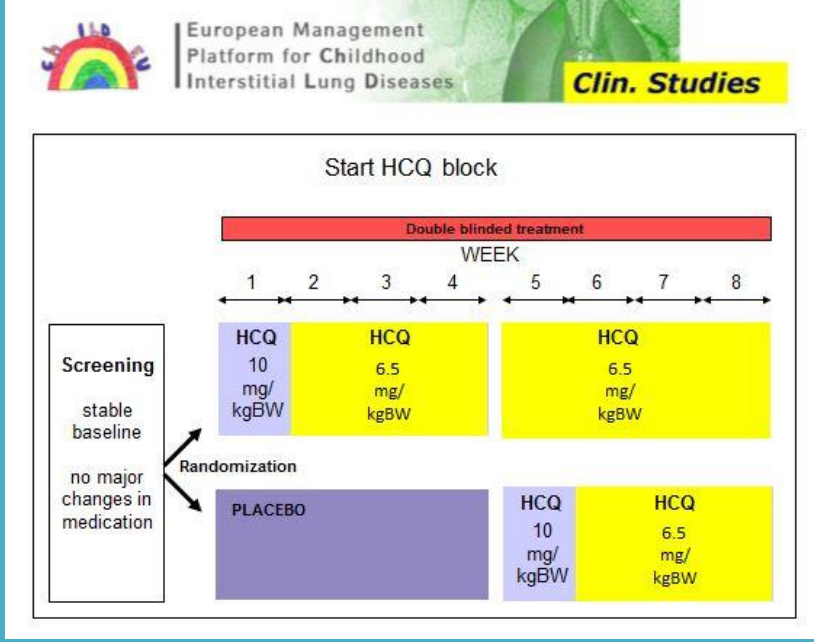 chILD EU
European Management
Platform for Childhood
Interstitial Lung Diseases
Clin. Studies
Start HCQ block
Double blinded treatment
WEEK
1 2 3 4 5 6 7 8
Screening
stable
baseline
no major
changes in
medication
Randomization
HCQ
10
mg/
kgBW
HCQ
6.5
mg/
kgBW
HCQ
6.5
mg/
kgBW
PLACEBO
HCQ
10
mg/
kgBW
HCQ
6.5
mg/
kgBW